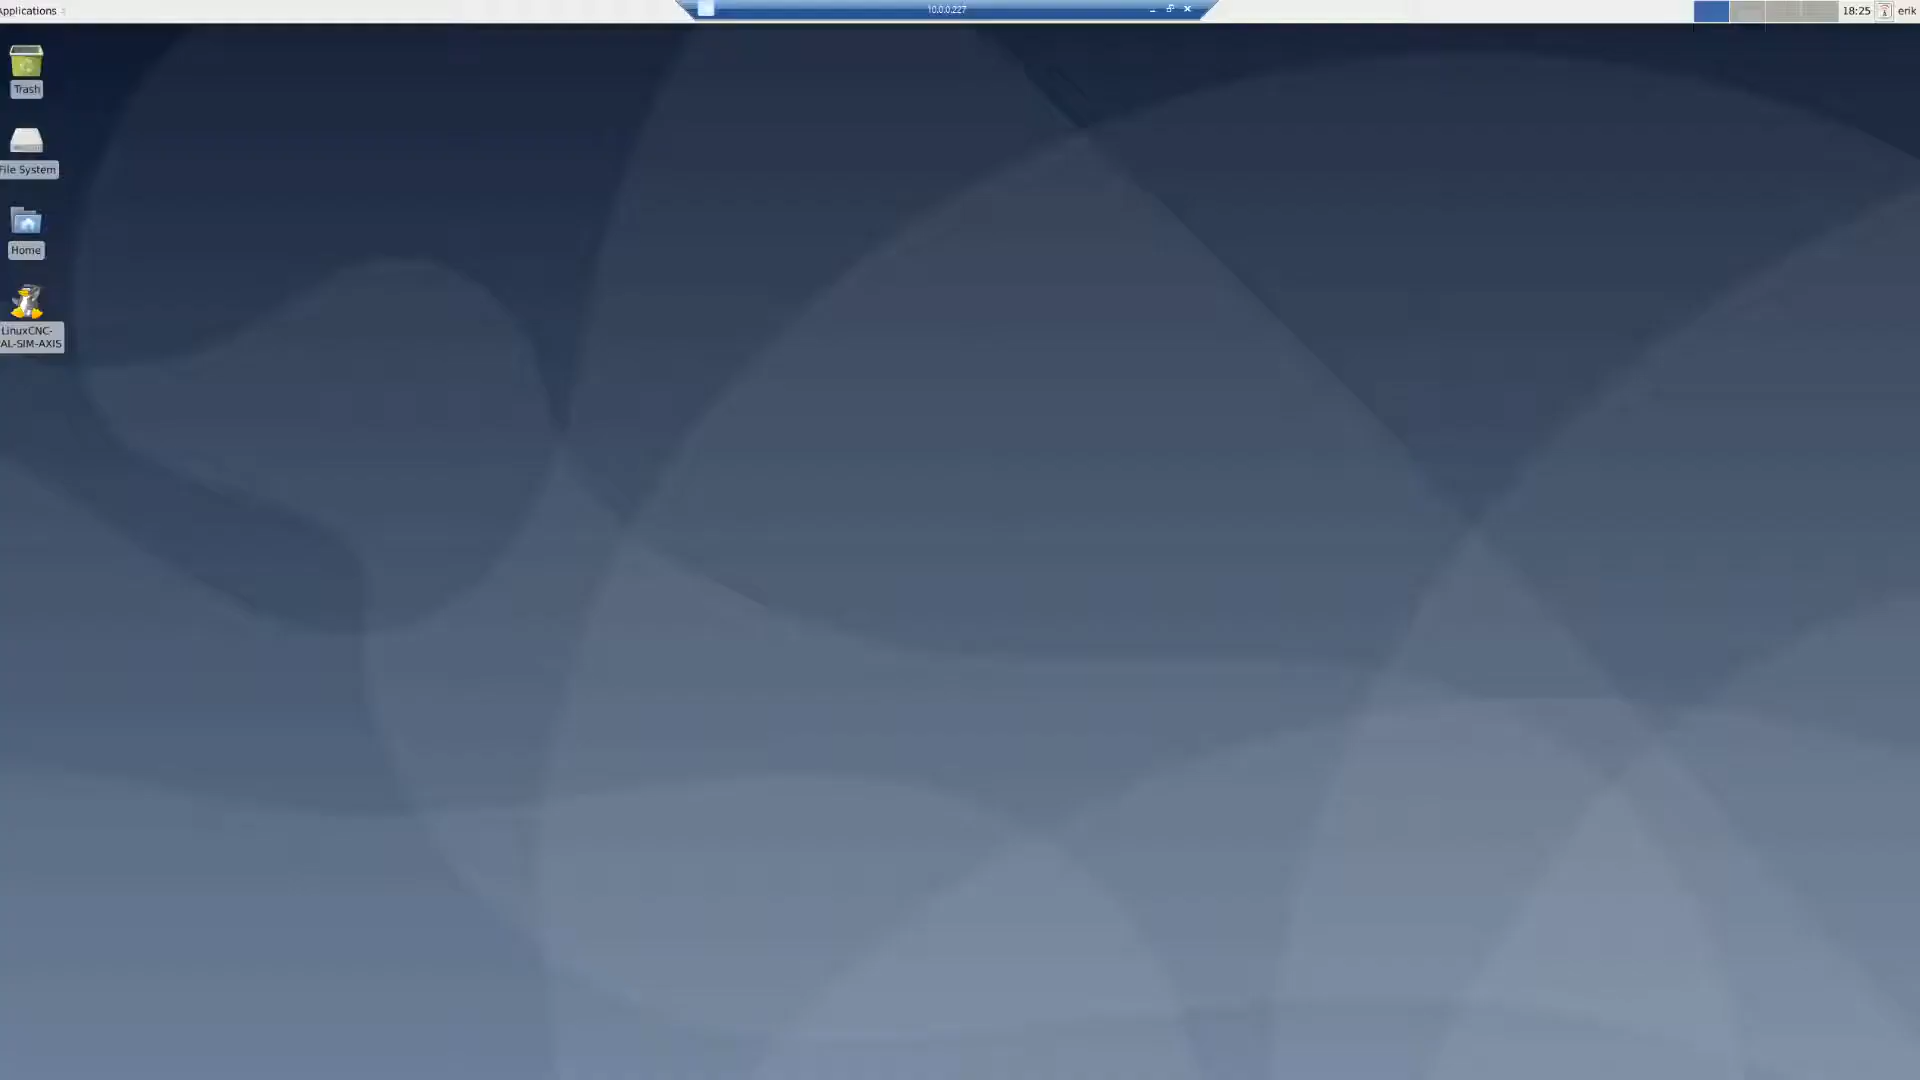 Applications
10.0.0.227
18:25
erik
Trash
File System
Home
LinuxCNC-
AL-SIM-AXIS